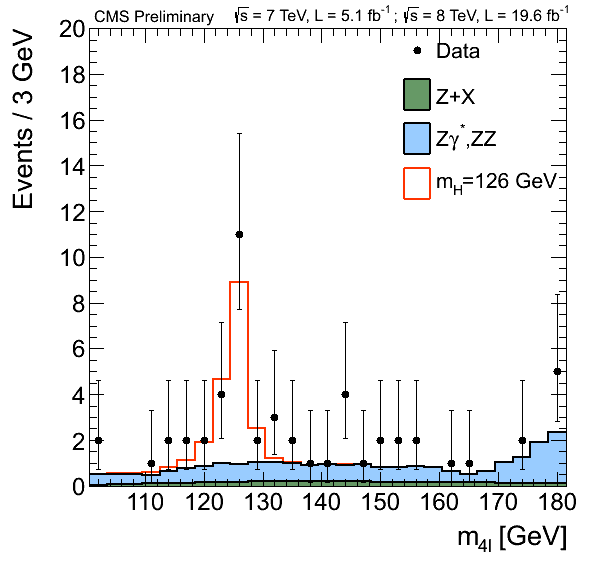 CMS Preliminary √s = 7 TeV, L = 5.1 fb⁻¹ ; √s = 8 TeV, L = 19.6 fb⁻¹
Events / 3 GeV
20
18
16
14
12
10
8
6
4
2
0
Data
Z+X
Zγ*,ZZ
m_H=126 GeV
110 120 130 140 150 160 170 180
m_4l [GeV]